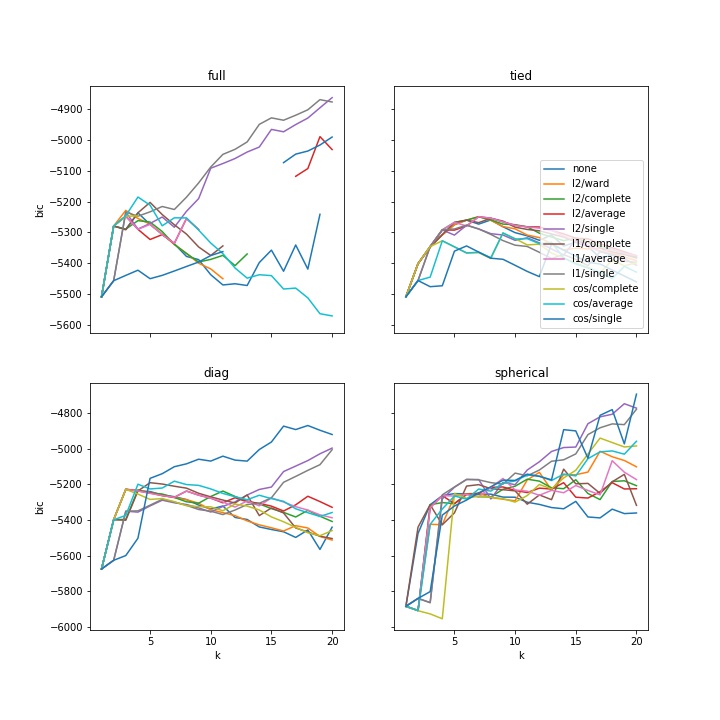 full
tied
bic
−4900
−5000
−5100
−5200
−5300
−5400
−5500
−5600
none
l2/ward
l2/complete
l2/average
l2/single
l1/complete
l1/average
l1/single
cos/complete
cos/average
cos/single
diag
spherical
bic
−4800
−5000
−5200
−5400
−5600
−5800
−6000
5 10 15 20
5 10 15 20
k
k